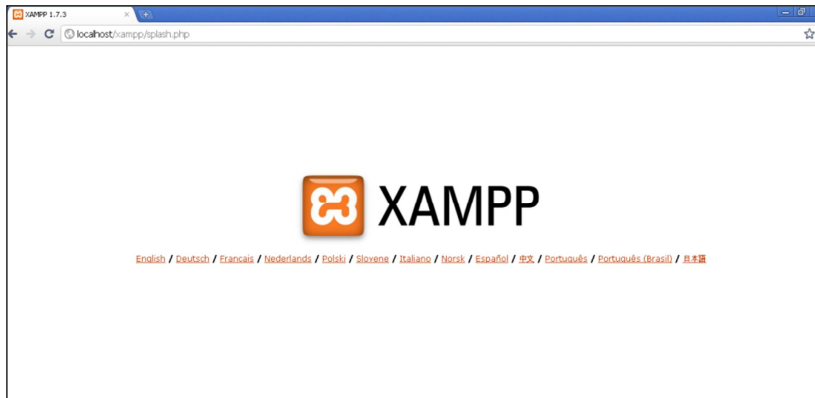 XAMPP 1.7.3
localhost/xampp/splash.php
XAMPP
English / Deutsch / Francais / Nederlands / Polski / Slovene / Italiano / Norsk / Español / 中文 / Português / Português (Brasil) / 日本語